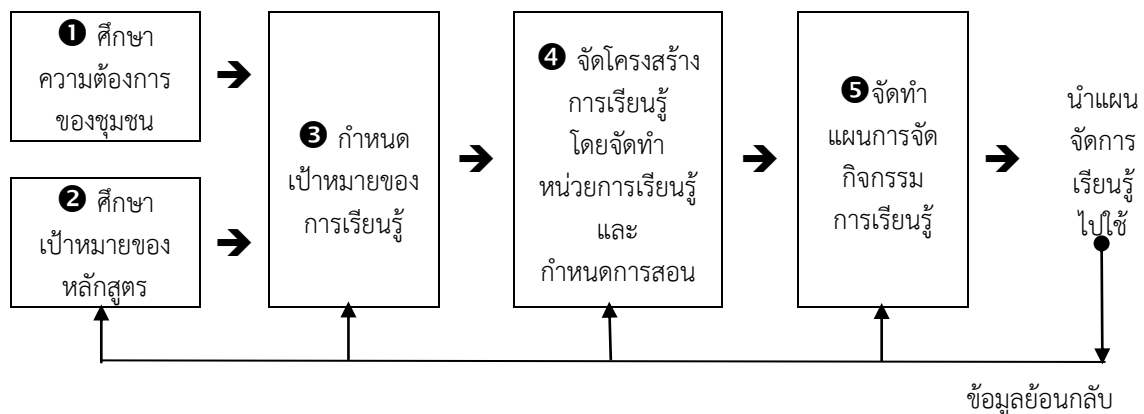 ❶ ศึกษา
ความต้องการ
ของชุมชน
❷ ศึกษา
เป้าหมายของ
หลักสูตร
❸ กำหนด
เป้าหมายของ
การเรียนรู้
❹ จัดโครงสร้าง
การเรียนรู้
โดยจัดทำ
หน่วยการเรียนรู้
และ
กำหนดการสอน
❺จัดทำ
แผนการจัด
กิจกรรม
การเรียนรู้
นำแผน
จัดการ
เรียนรู้
ไปใช้
ข้อมูลย้อนกลับ